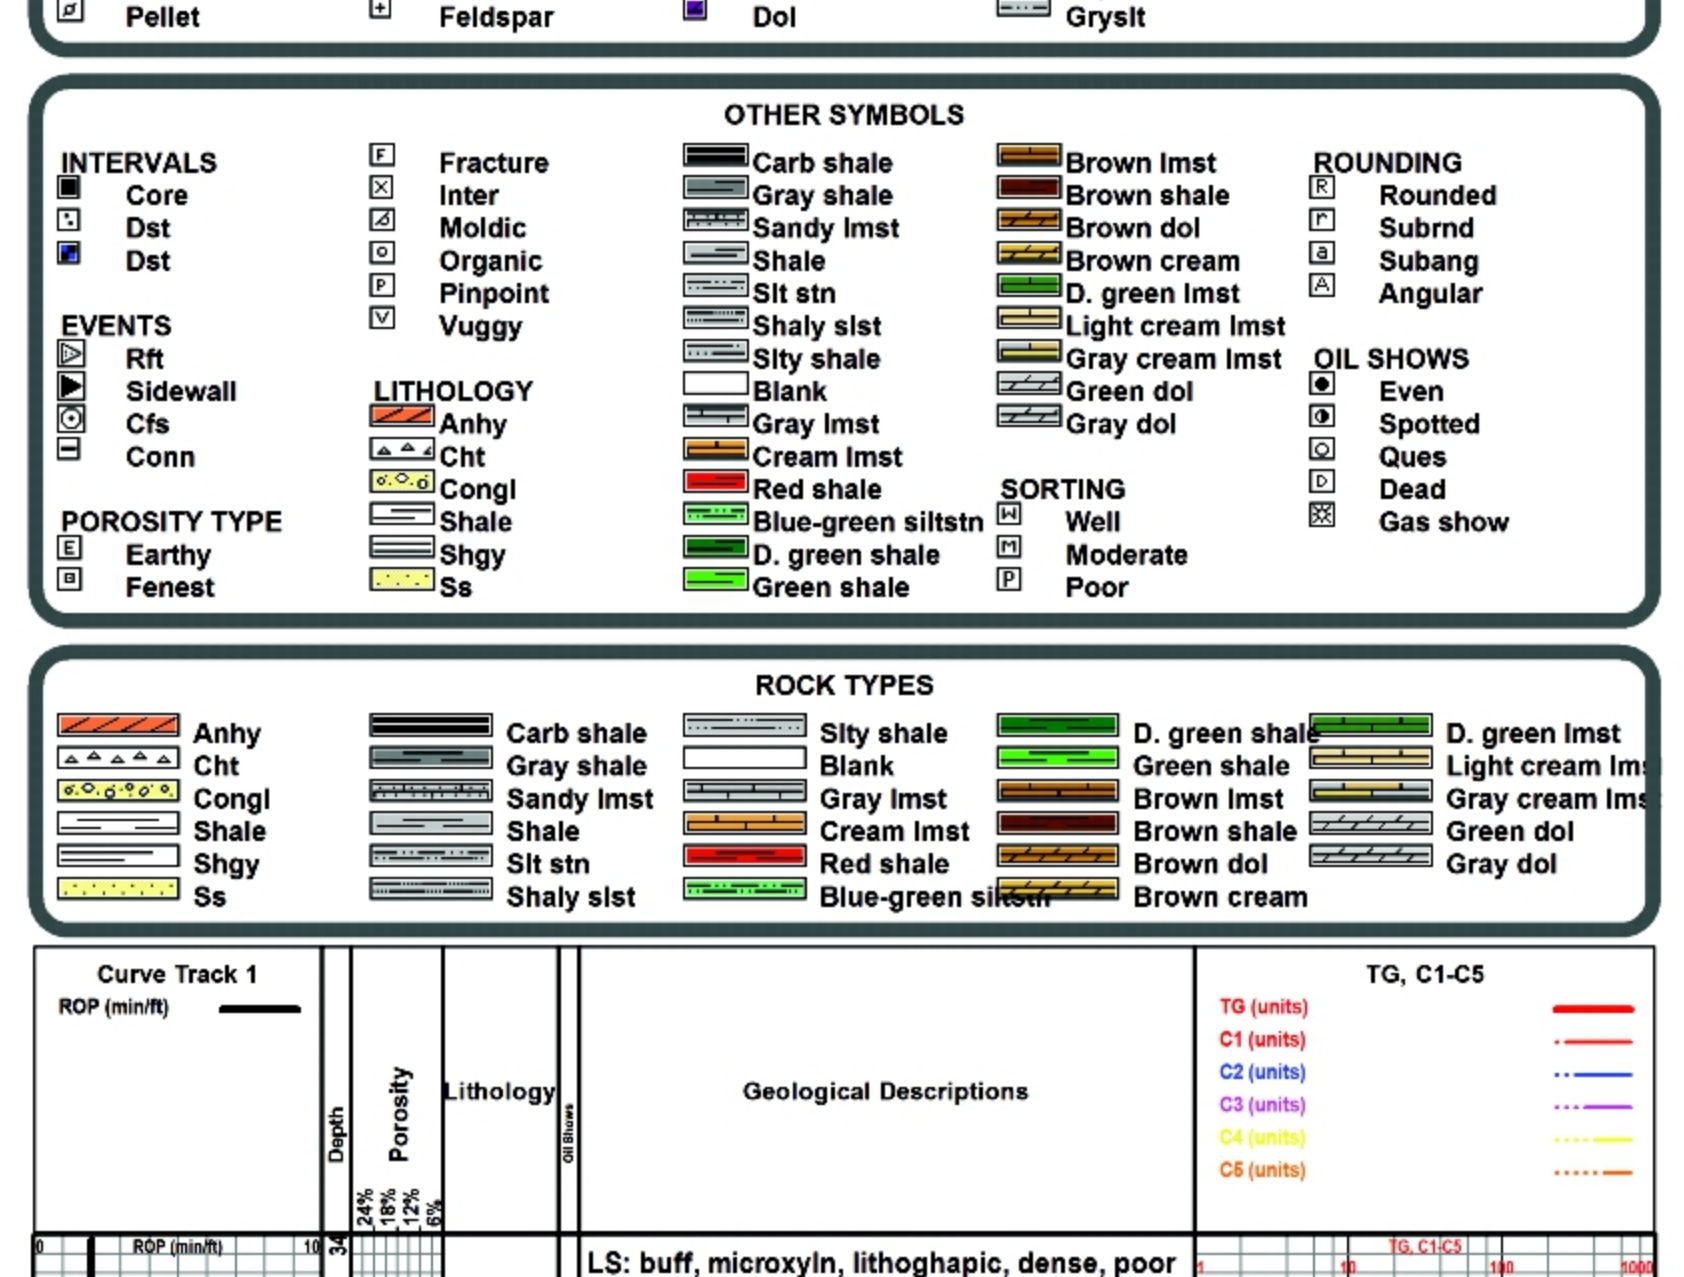 Pellet
Feldspar
Dol
Gryslt
OTHER SYMBOLS
INTERVALS
Core
Dst
Dst
EVENTS
Rft
Sidewall
Cfs
Conn
POROSITY TYPE
E Earthy
Fenest
F Fracture
Inter
Moldic
Organic
P Pinpoint
V Vuggy
LITHOLOGY
Anhy
Cht
Congl
Shale
Shgy
Ss
Carb shale
Gray shale
Sandy lmst
Shale
Slt stn
Shaly slst
Slty shale
Blank
Gray lmst
Cream lmst
Red shale
Blue-green siltstn
D. green shale
Green shale
Brown lmst
Brown shale
Brown dol
Brown cream
D. green lmst
Light cream lmst
Gray cream lmst
Green dol
Gray dol
SORTING
W Well
M Moderate
P Poor
ROUNDING
R Rounded
r Subrnd
a Subang
A Angular
OIL SHOWS
Even
Spotted
Ques
D Dead
Gas show
ROCK TYPES
Anhy
Cht
Congl
Shale
Shgy
Ss
Carb shale
Gray shale
Sandy lmst
Shale
Slt stn
Shaly slst
Slty shale
Blank
Gray lmst
Cream lmst
Red shale
Blue-green siltstn
D. green shale
Green shale
Brown lmst
Brown shale
Brown dol
Brown cream
D. green lmst
Light cream lms
Gray cream lms
Green dol
Gray dol
Curve Track 1
ROP (min/ft)
Depth
Porosity
24%
18%
12%
6%
Lithology
Oil Shows
Geological Descriptions
TG, C1-C5
TG (units)
C1 (units)
C2 (units)
C3 (units)
C4 (units)
C5 (units)
0 ROP (min/ft) 10
34
LS: buff, microxyln, lithoghapic, dense, poor
TG, C1-C5
1 10 100 1000